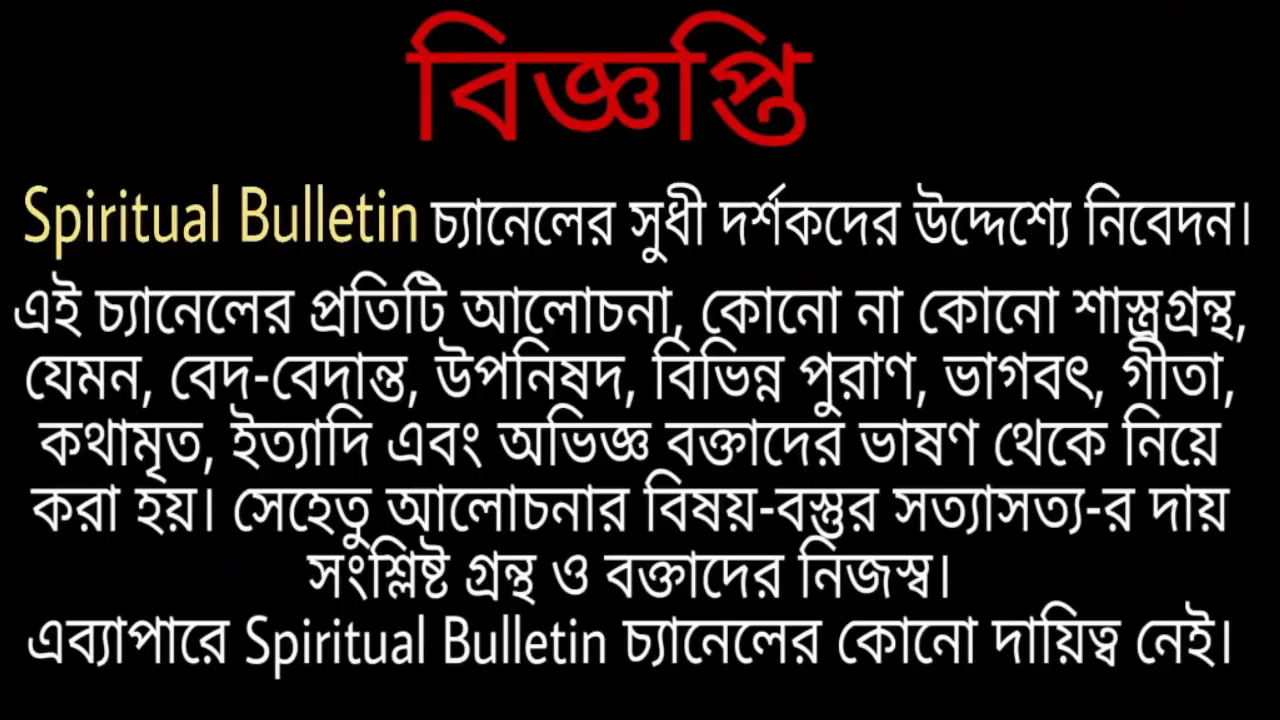 বিজ্ঞপ্তি
Spiritual Bulletin চ্যানেলের সুধী দর্শকদের উদ্দেশ্যে নিবেদন।
এই চ্যানেলের প্রতিটি আলোচনা, কোনো না কোনো শাস্ত্রগ্রন্থ,
যেমন, বেদ-বেদান্ত, উপনিষদ, বিভিন্ন পুরাণ, ভাগবৎ, গীতা,
কথামৃত, ইত্যাদি এবং অভিজ্ঞ বক্তাদের ভাষণ থেকে নিয়ে
করা হয়। সেহেতু আলোচনার বিষয়-বস্তুর সত্যাসত্য-র দায়
সংশ্লিষ্ট গ্রন্থ ও বক্তাদের নিজস্ব।
এব্যাপারে Spiritual Bulletin চ্যানেলের কোনো দায়িত্ব নেই।